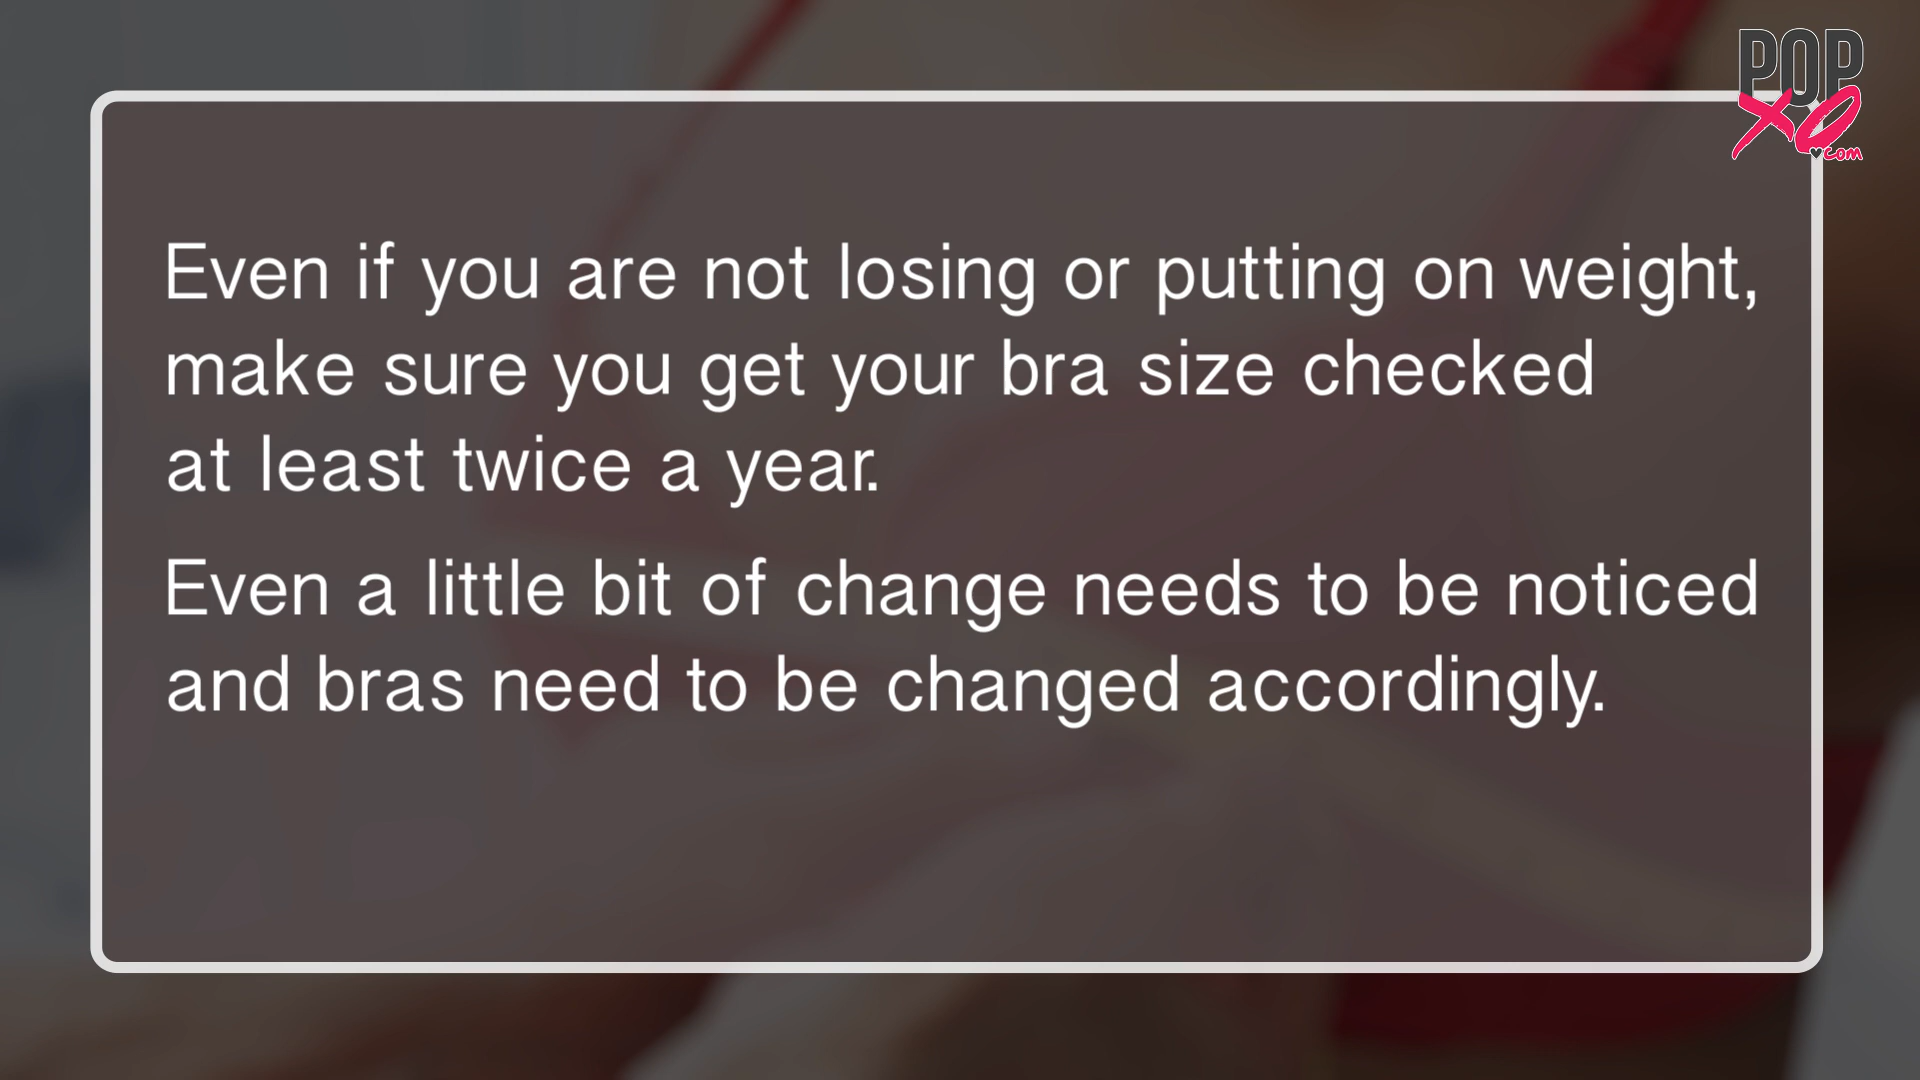 POP
XO
.com
Even if you are not losing or putting on weight,
make sure you get your bra size checked
at least twice a year.
Even a little bit of change needs to be noticed
and bras need to be changed accordingly.